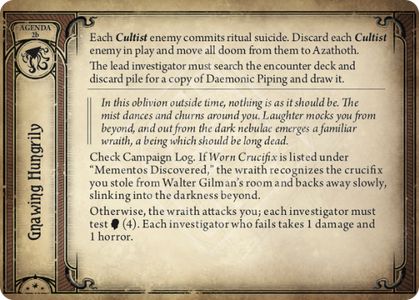 AGENDA
2b
Gnawing Hungrily
Each Cultist enemy commits ritual suicide. Discard each Cultist
enemy in play and move all doom from them to Azathoth.
The lead investigator must search the encounter deck and
discard pile for a copy of Daemonic Piping and draw it.
In this oblivion outside time, nothing is as it should be. The
mist dances and churns around you. Laughter mocks you from
beyond, and out from the dark nebulae emerges a familiar
wraith, a being which should be long dead.
Check Campaign Log. If Worn Crucifix is listed under
“Mementos Discovered,” the wraith recognizes the crucifix
you stole from Walter Gilman’s room and backs away slowly,
slinking into the darkness beyond.
Otherwise, the wraith attacks you; each investigator must
test (4). Each investigator who fails takes 1 damage and
1 horror.